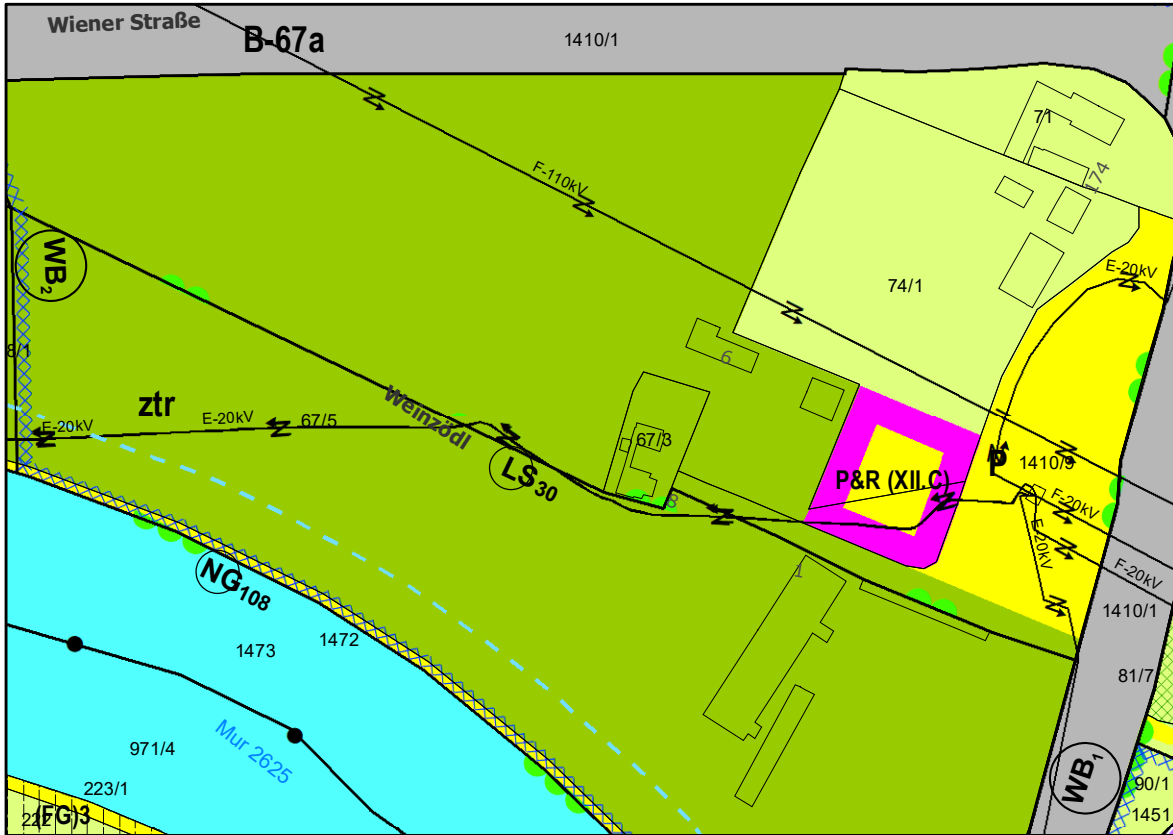 Wiener Straße
B-67a
1410/1
71
174
F-110kV
E-20kV
WB2
74/1
8/1
6
ztr
E-20kV
E-20kV
67/5
Weinzödl
67/3
P
1410/9
P&R (XII.C)
LS30
8
F-20kV
E-20kV
F-20kV
1
NG108
1410/1
1472
1473
81/7
Mur 2625
971/4
WB1
223/1
90/1
(FG)3
1451